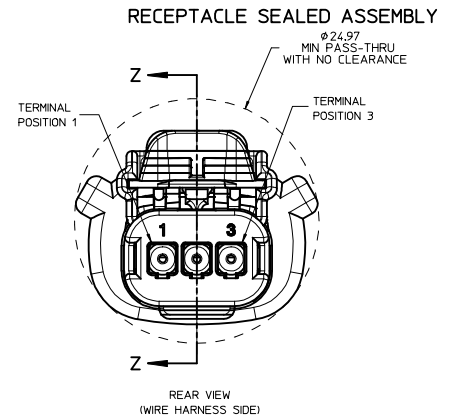 RECEPTACLE SEALED ASSEMBLY
⌀24.97
MIN PASS-THRU
WITH NO CLEARANCE
Z
TERMINAL
POSITION 1
TERMINAL
POSITION 3
1 3
Z
REAR VIEW
(WIRE HARNESS SIDE)